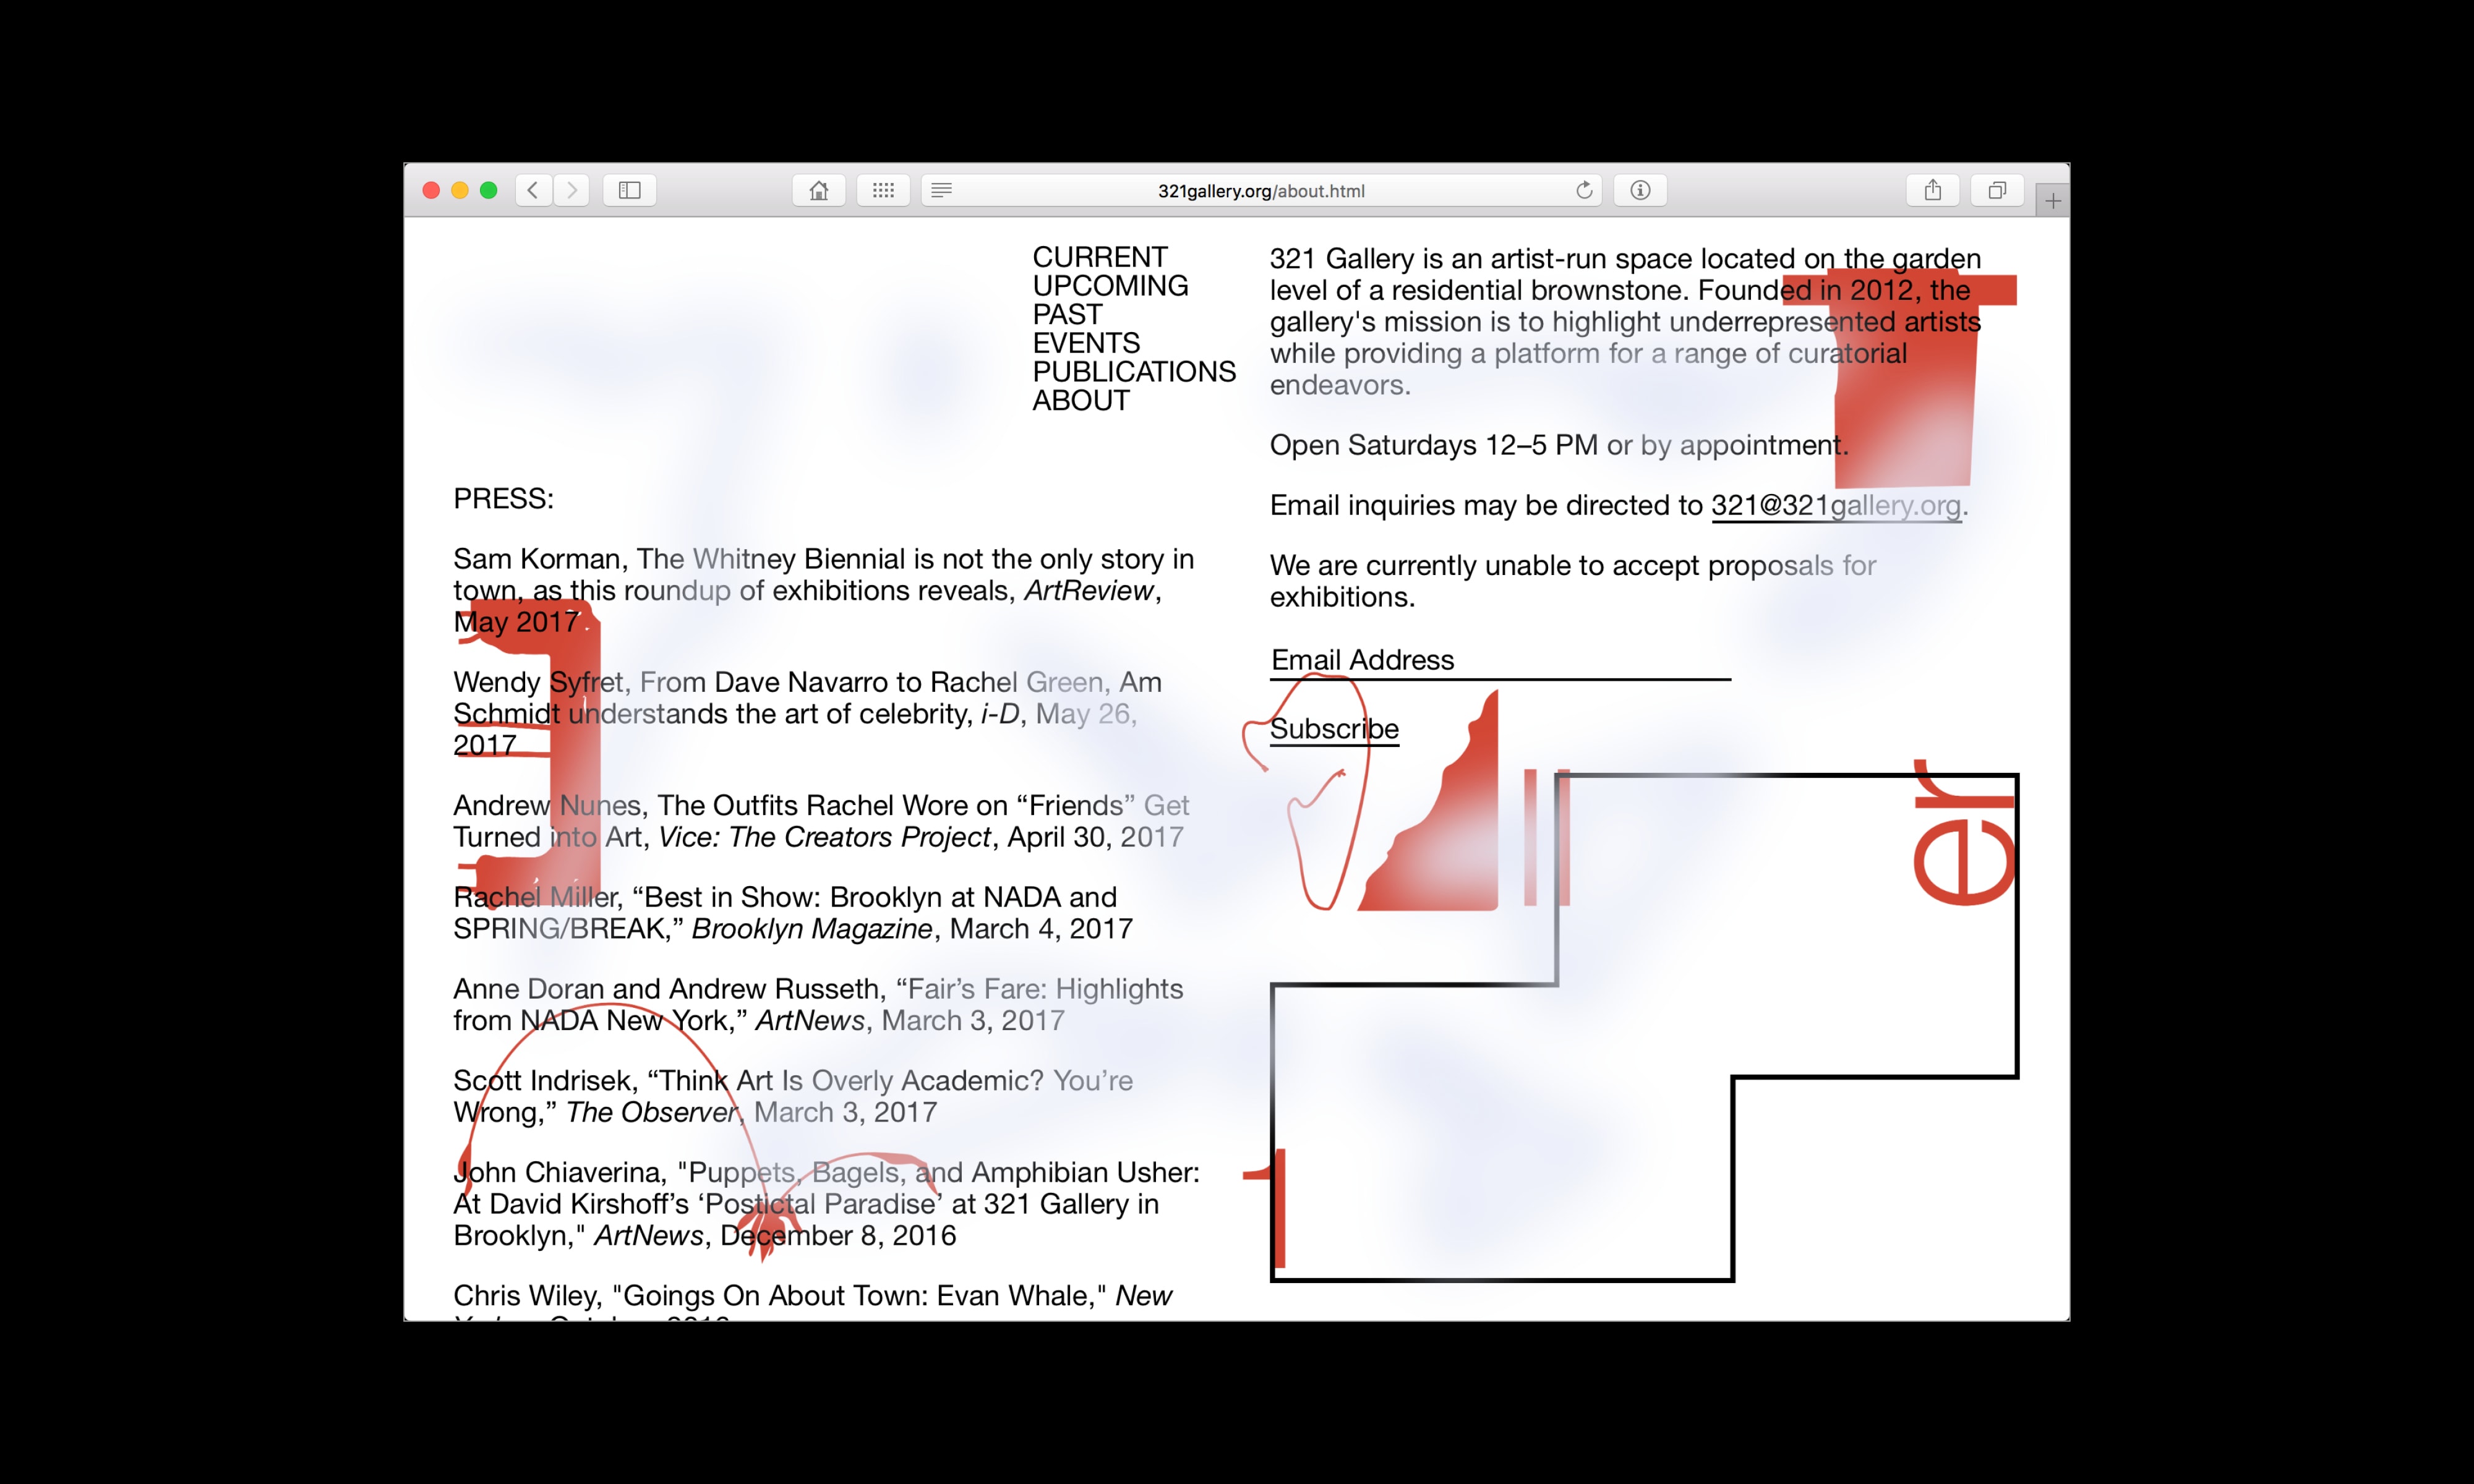 321gallery.org/about.html
CURRENT
UPCOMING
PAST
EVENTS
PUBLICATIONS
ABOUT
321 Gallery is an artist-run space located on the garden
level of a residential brownstone. Founded in 2012, the
gallery's mission is to highlight underrepresented artists
while providing a platform for a range of curatorial
endeavors.
Open Saturdays 12–5 PM or by appointment.
Email inquiries may be directed to 321@321gallery.org.
We are currently unable to accept proposals for
exhibitions.
Email Address
Subscribe
PRESS:
Sam Korman, The Whitney Biennial is not the only story in
town, as this roundup of exhibitions reveals, ArtReview,
May 2017
Wendy Syfret, From Dave Navarro to Rachel Green, Am
Schmidt understands the art of celebrity, i-D, May 26,
2017
Andrew Nunes, The Outfits Rachel Wore on “Friends” Get
Turned into Art, Vice: The Creators Project, April 30, 2017
Rachel Miller, “Best in Show: Brooklyn at NADA and
SPRING/BREAK,” Brooklyn Magazine, March 4, 2017
Anne Doran and Andrew Russeth, “Fair’s Fare: Highlights
from NADA New York,” ArtNews, March 3, 2017
Scott Indrisek, “Think Art Is Overly Academic? You’re
Wrong,” The Observer, March 3, 2017
John Chiaverina, "Puppets, Bagels, and Amphibian Usher:
At David Kirshoff’s ‘Postictal Paradise’ at 321 Gallery in
Brooklyn," ArtNews, December 8, 2016
Chris Wiley, "Goings On About Town: Evan Whale," New
er
1